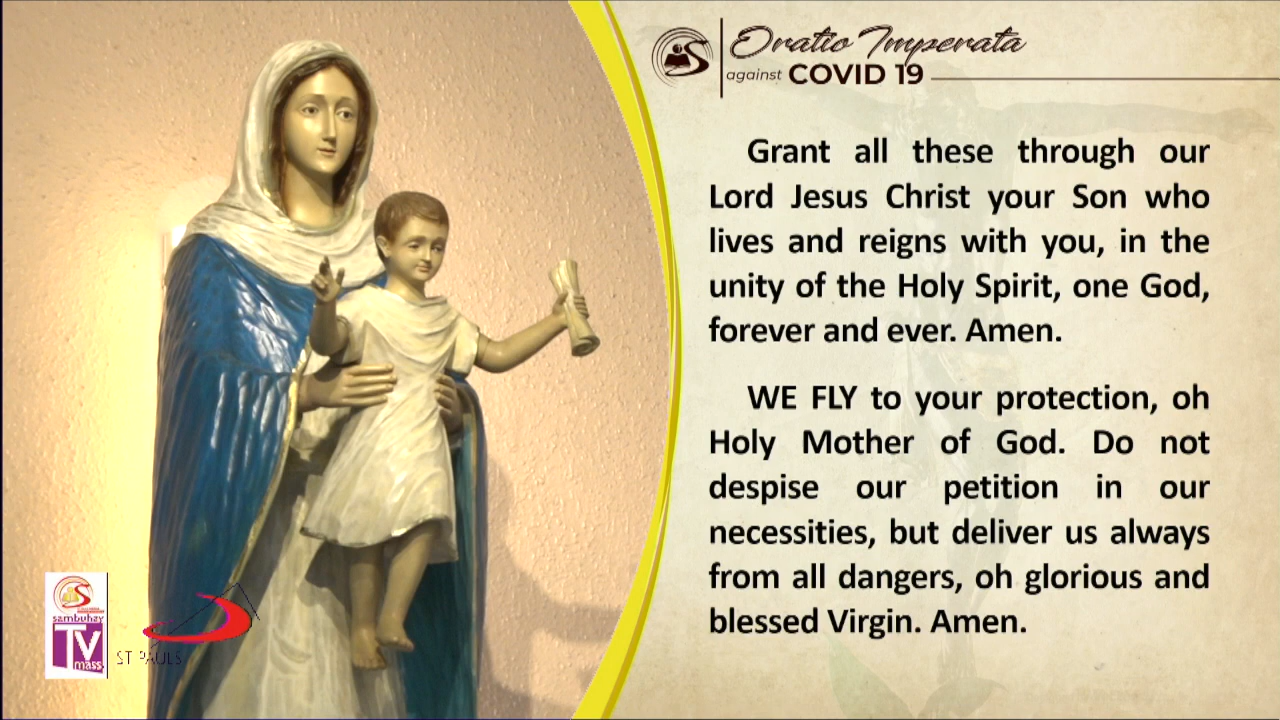 Oratio Imperata
against COVID 19
Grant all these through our
Lord Jesus Christ your Son who
lives and reigns with you, in the
unity of the Holy Spirit, one God,
forever and ever. Amen.
WE FLY to your protection, oh
Holy Mother of God. Do not
despise our petition in our
necessities, but deliver us always
from all dangers, oh glorious and
blessed Virgin. Amen.
sambuhay
TV
mass
ST PAULS